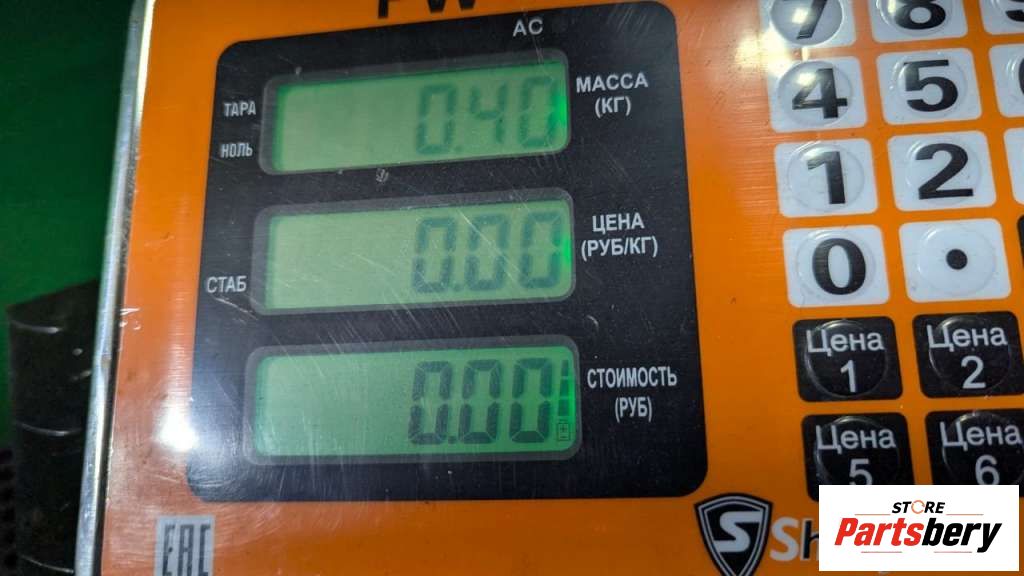 AC
ТАРА
НОЛЬ
0.40
МАССА
(КГ)
СТАБ
0.00
ЦЕНА
(РУБ/КГ)
0.00
СТОИМОСТЬ
(РУБ)
7 8
4 5
1 2
0 •
Цена
1
Цена
2
Цена
5
Цена
6
EAC
S
STORE
Partsbery